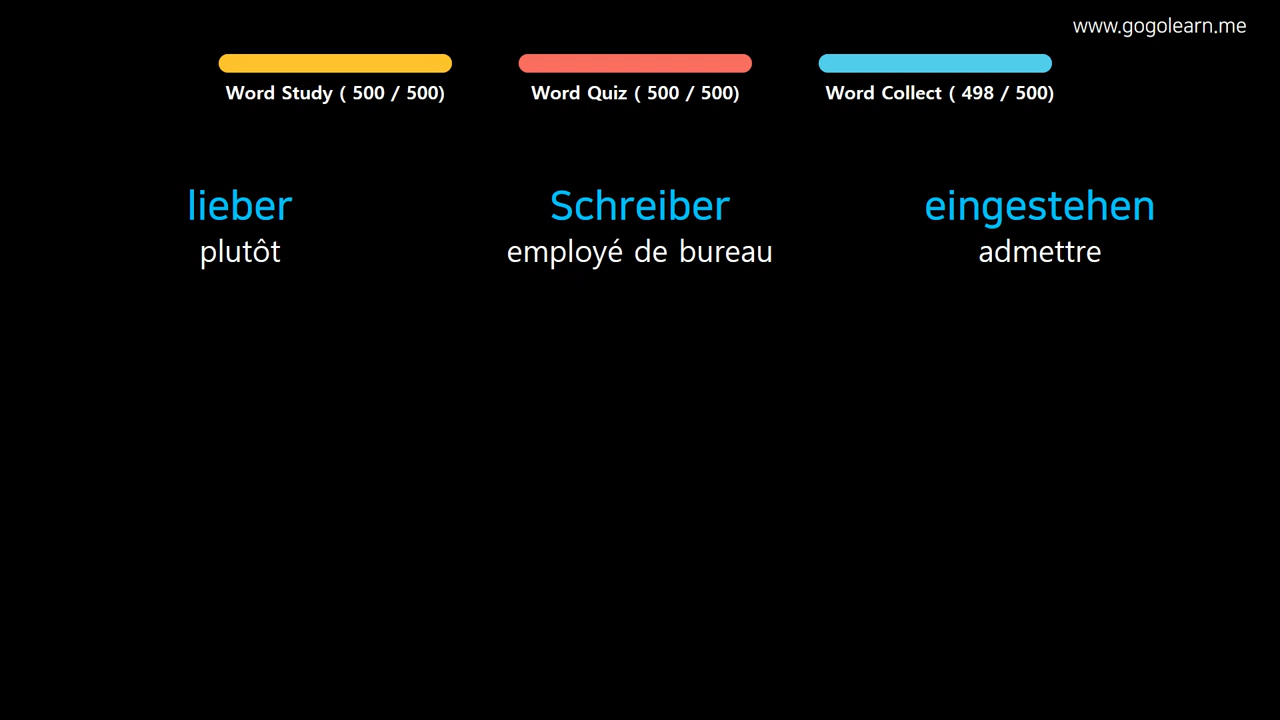 www.gogolearn.me
Word Study ( 500 / 500)
Word Quiz ( 500 / 500)
Word Collect ( 498 / 500)
lieber
plutôt
Schreiber
employé de bureau
eingestehen
admettre